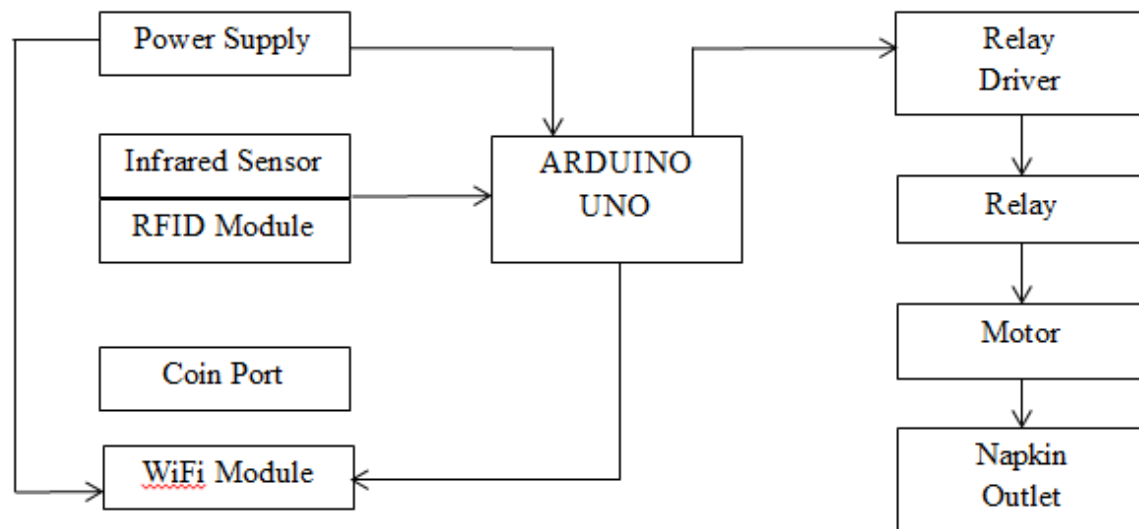 Power Supply
Infrared Sensor
RFID Module
Coin Port
WiFi Module
ARDUINO
UNO
Relay
Driver
Relay
Motor
Napkin
Outlet